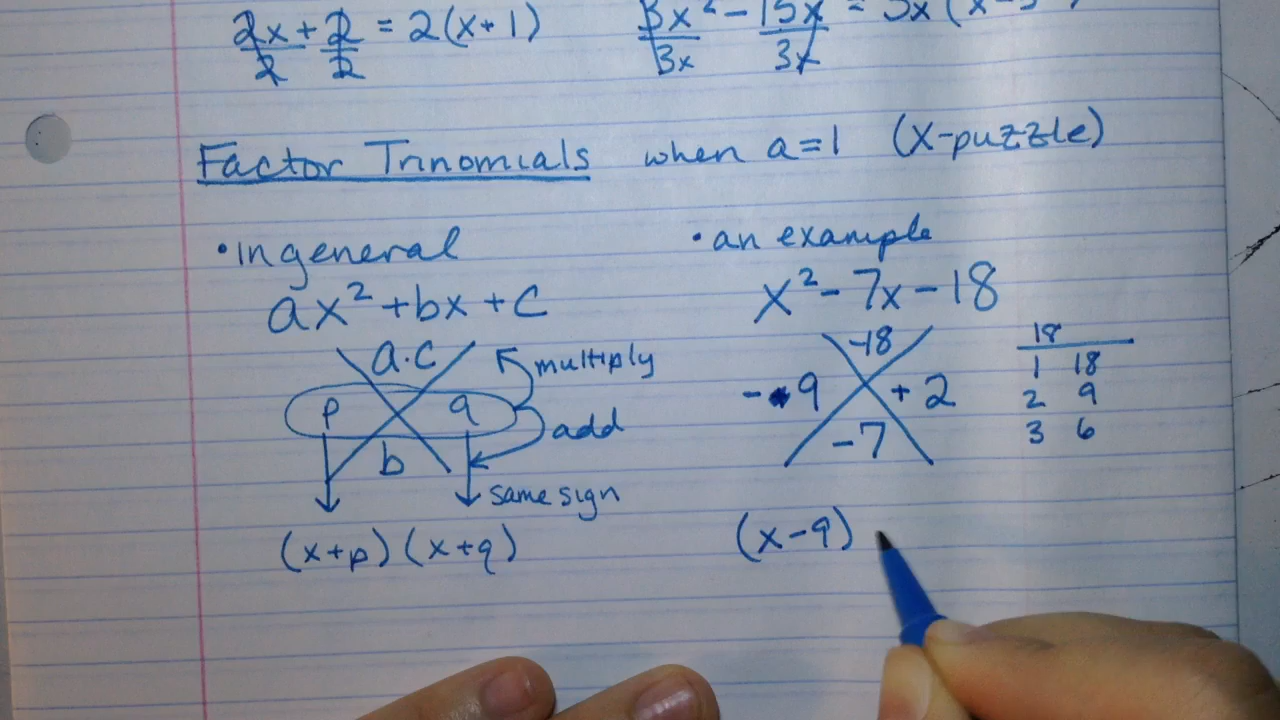 2x/2 + 2/2 = 2(x+1)
3x² − 15x = 3x(x−
3x 3x
Factor Trinomials when a=1 (X-puzzle)
• in general
ax² + bx + c
a·c
multiply
p q
add
b
same sign
(x+p)(x+q)
• an example
x² − 7x − 18
-18
-9 +2
-7
18
1 18
2 9
3 6
(x−9)